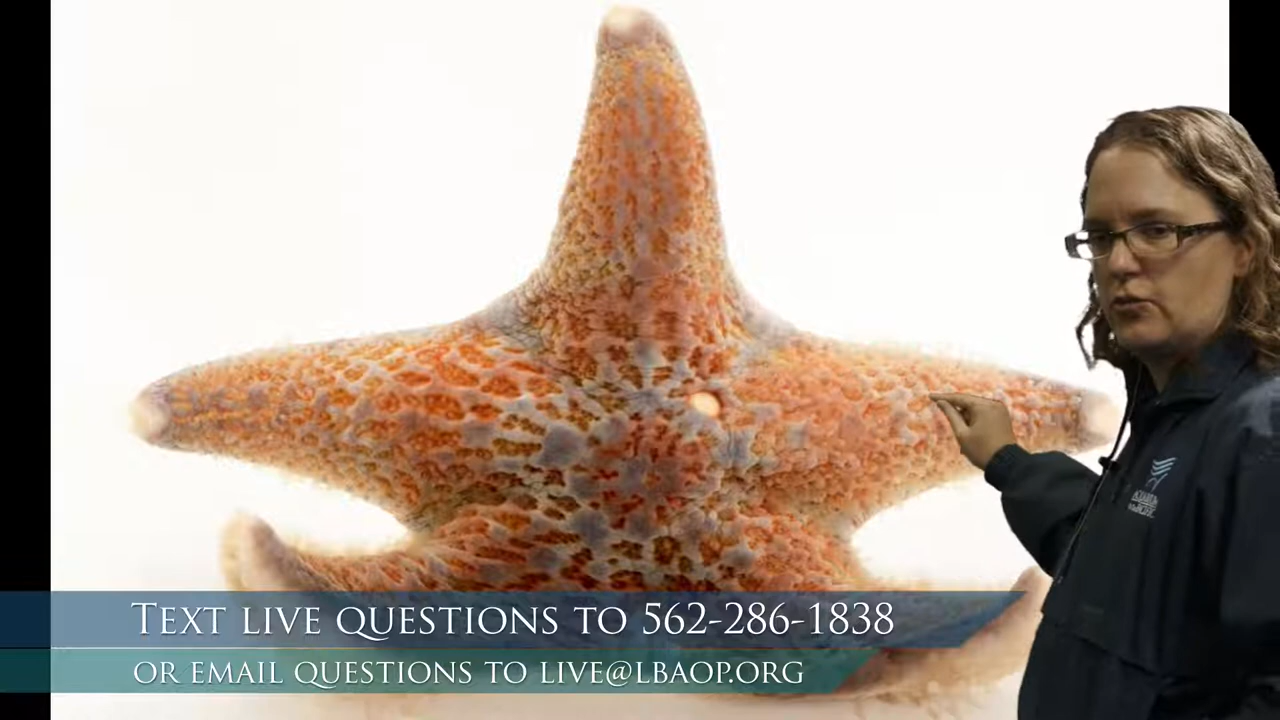 Text live questions to 562-286-1838
or email questions to live@lbaop.org